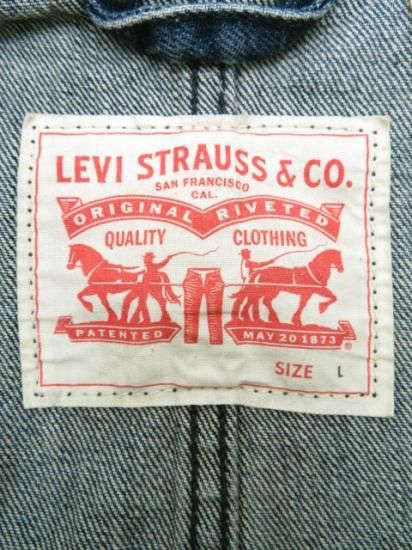 LEVI STRAUSS & CO.
SAN FRANCISCO
CAL.
ORIGINAL RIVETED
QUALITY CLOTHING
PATENTED MAY 20 1873 ®
SIZE L